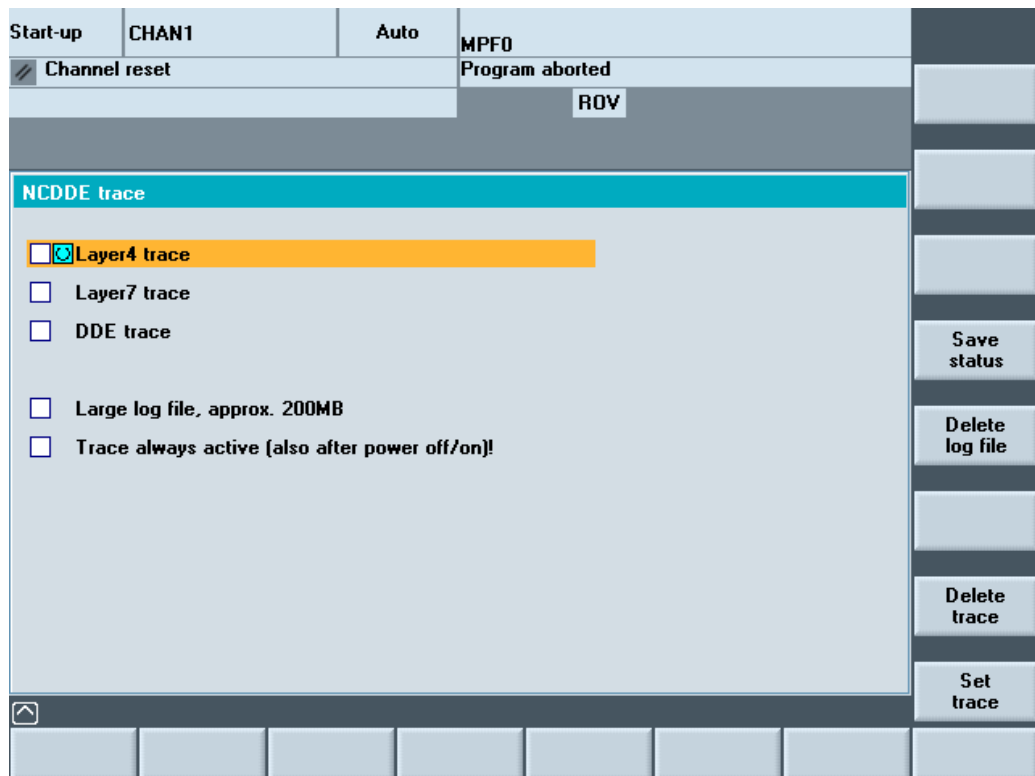 Start-up
CHAN1
Auto
MPF0
Channel reset
Program aborted
ROV
NCDDE trace
Layer4 trace
Layer7 trace
DDE trace
Large log file, approx. 200MB
Trace always active (also after power off/on)!
Save
status
Delete
log file
Delete
trace
Set
trace